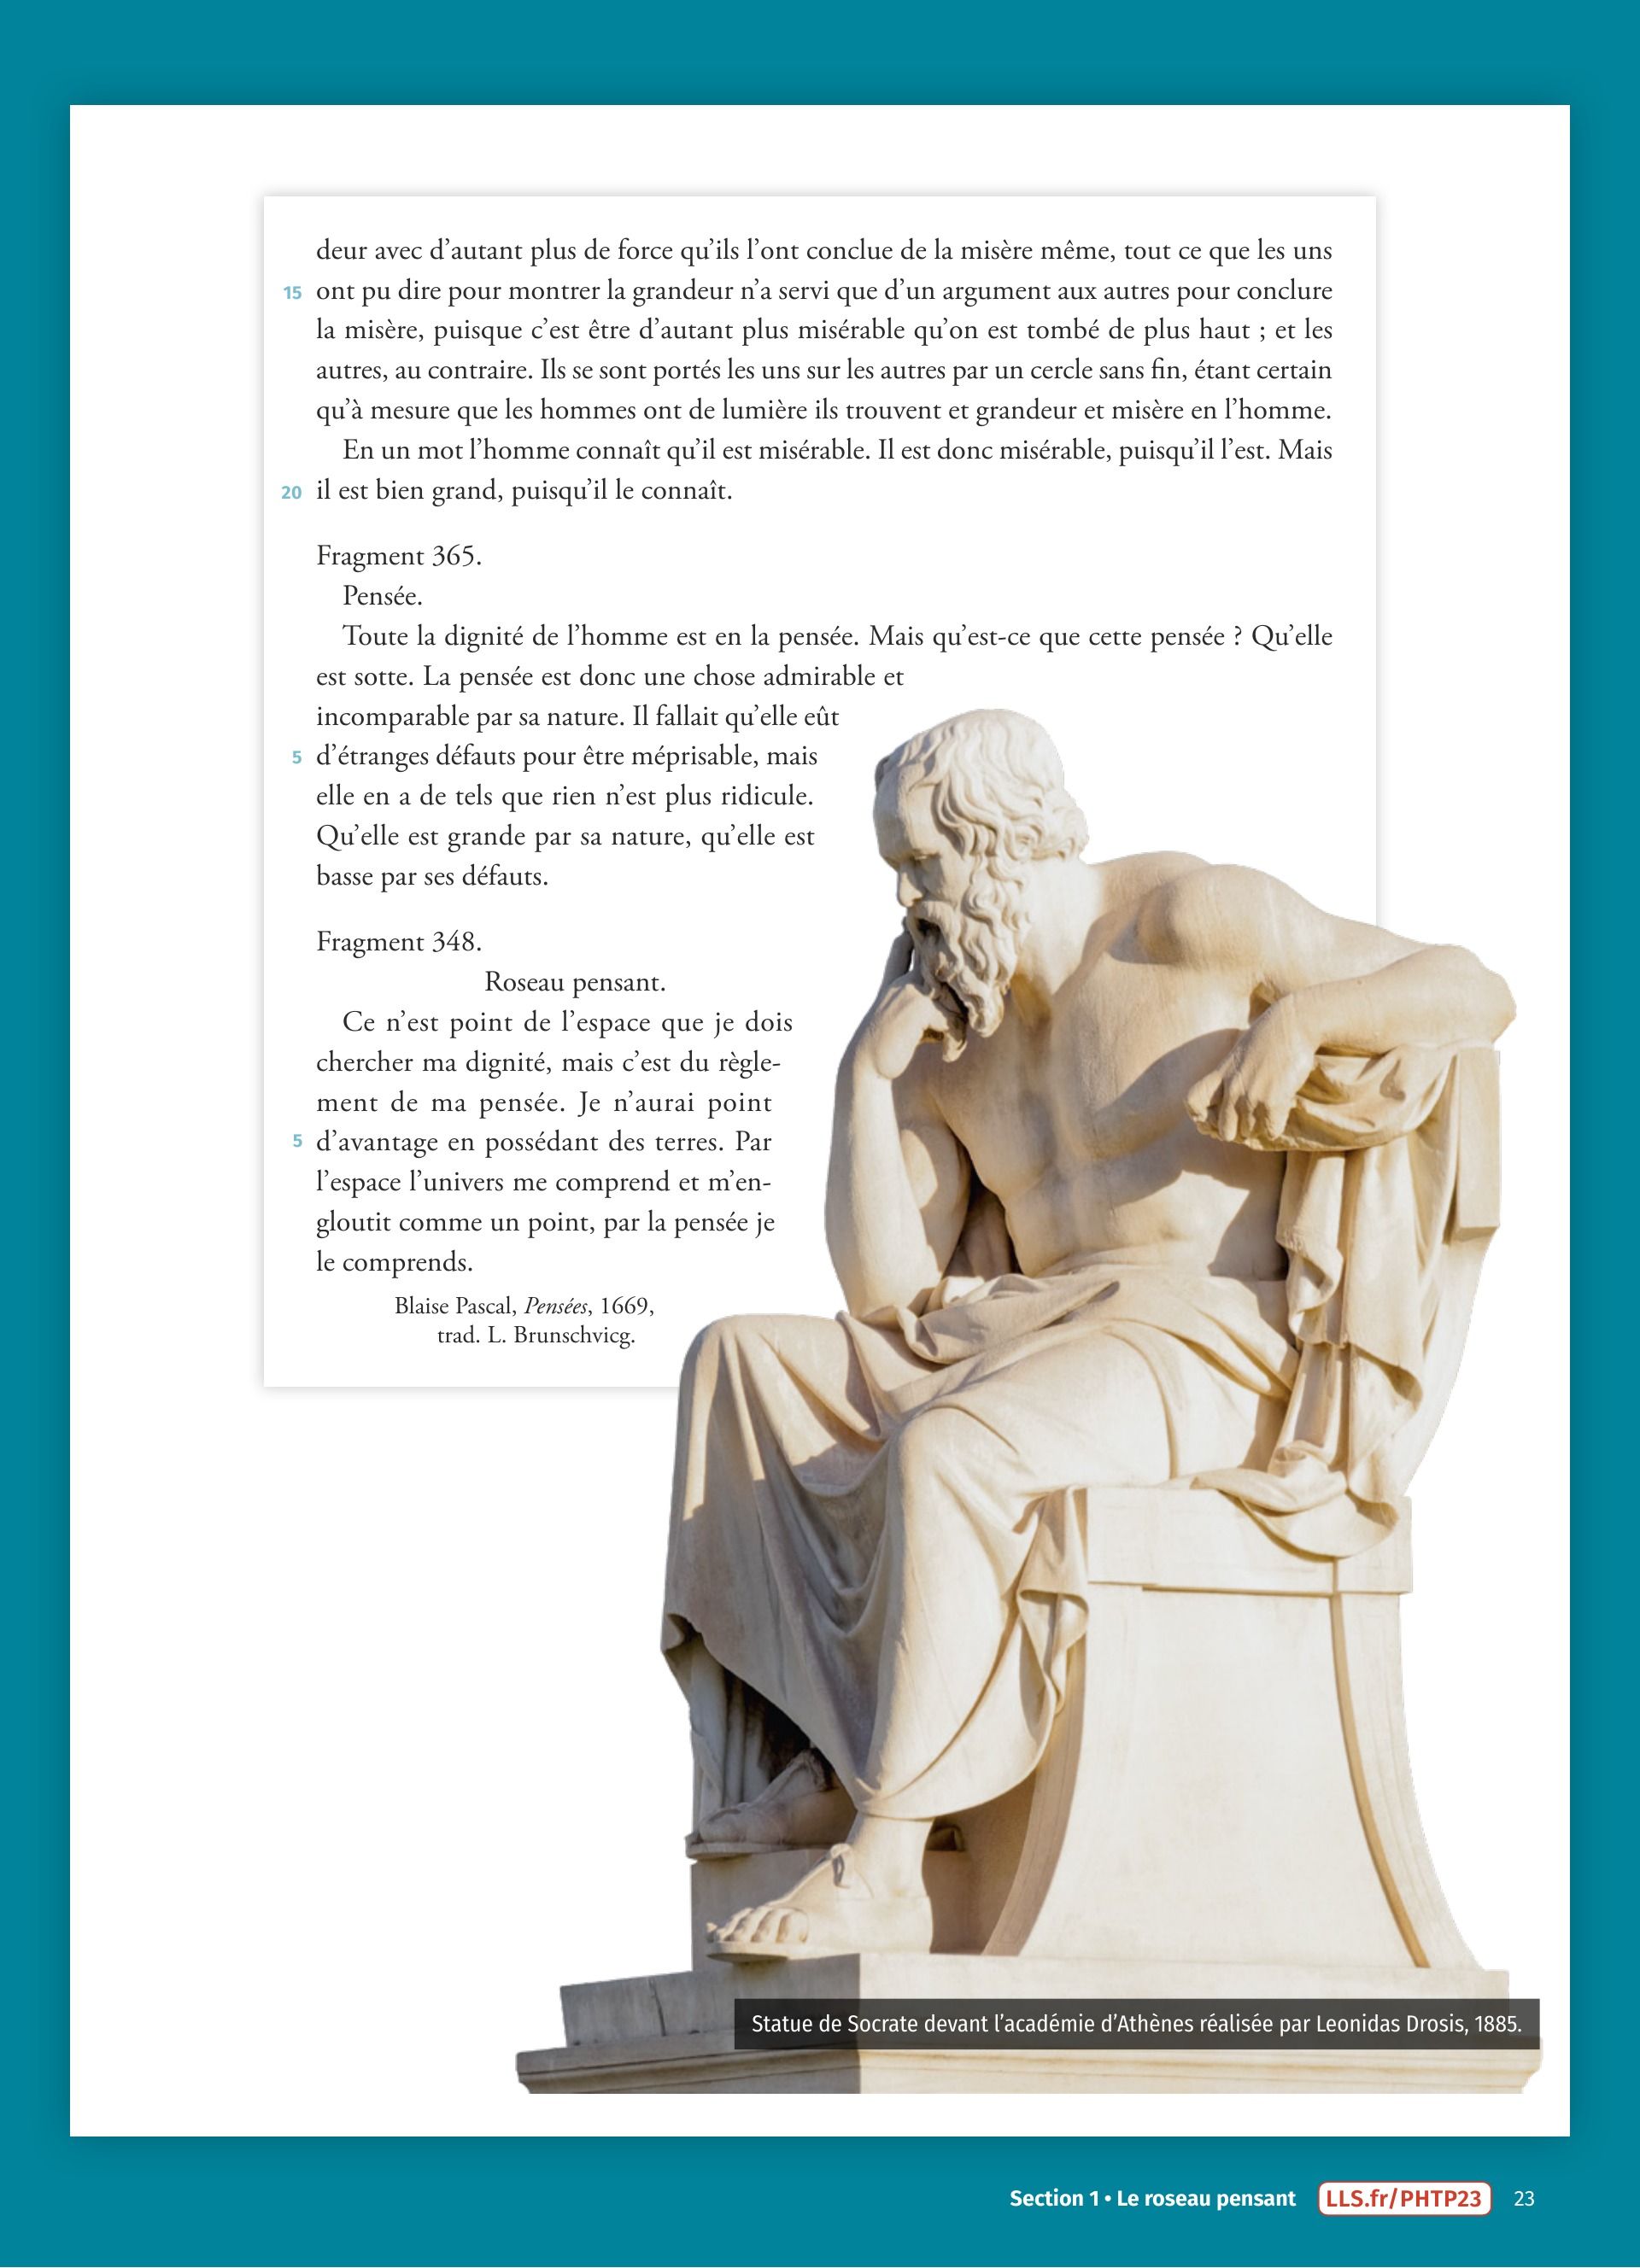 deur avec d’autant plus de force qu’ils l’ont conclue de la misère même, tout ce que les uns
15 ont pu dire pour montrer la grandeur n’a servi que d’un argument aux autres pour conclure
la misère, puisque c’est être d’autant plus misérable qu’on est tombé de plus haut ; et les
autres, au contraire. Ils se sont portés les uns sur les autres par un cercle sans fin, étant certain
qu’à mesure que les hommes ont de lumière ils trouvent et grandeur et misère en l’homme.
En un mot l’homme connaît qu’il est misérable. Il est donc misérable, puisqu’il l’est. Mais
20 il est bien grand, puisqu’il le connaît.
Fragment 365.
Pensée.
Toute la dignité de l’homme est en la pensée. Mais qu’est-ce que cette pensée ? Qu’elle
est sotte. La pensée est donc une chose admirable et
incomparable par sa nature. Il fallait qu’elle eût
5 d’étranges défauts pour être méprisable, mais
elle en a de tels que rien n’est plus ridicule.
Qu’elle est grande par sa nature, qu’elle est
basse par ses défauts.
Fragment 348.
Roseau pensant.
Ce n’est point de l’espace que je dois
chercher ma dignité, mais c’est du règle-
ment de ma pensée. Je n’aurai point
5 d’avantage en possédant des terres. Par
l’espace l’univers me comprend et m’en-
gloutit comme un point, par la pensée je
le comprends.
Blaise Pascal, Pensées, 1669,
trad. L. Brunschvicg.
Statue de Socrate devant l’académie d’Athènes réalisée par Leonidas Drosis, 1885.
Section 1 • Le roseau pensant LLS.fr/PHTP23 23